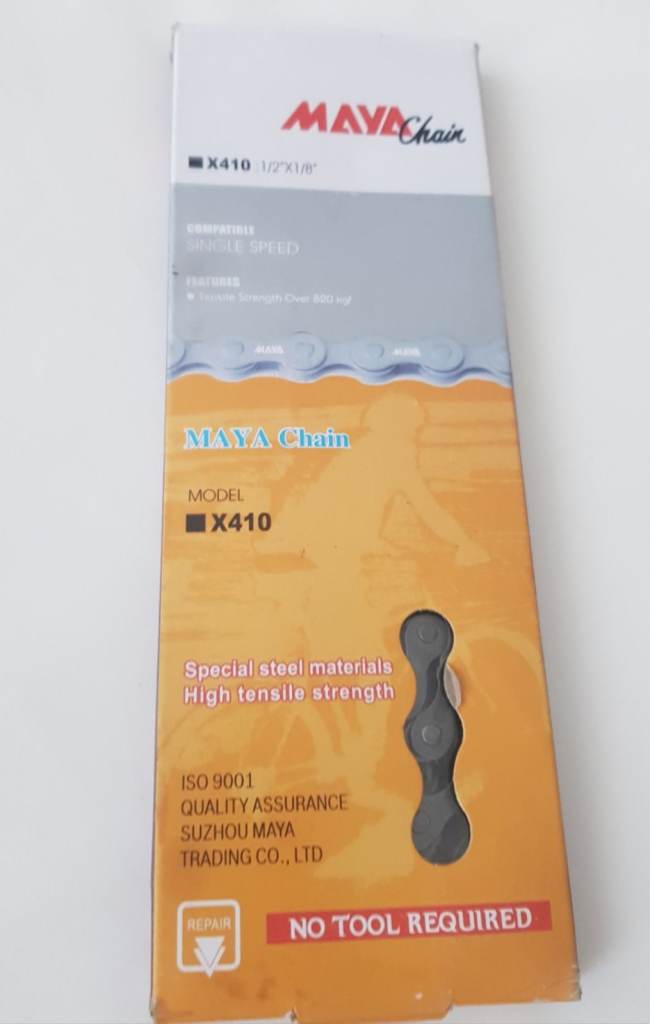 MAYA Chain
X410 1/2"X1/8"
COMPATIBLE
SINGLE SPEED
FEATURES
Tensile Strength Over 800 kgf
MAYA MAYA
MAYA Chain
MODEL
X410
Special steel materials
High tensile strength
ISO 9001
QUALITY ASSURANCE
SUZHOU MAYA
TRADING CO., LTD
REPAIR
NO TOOL REQUIRED